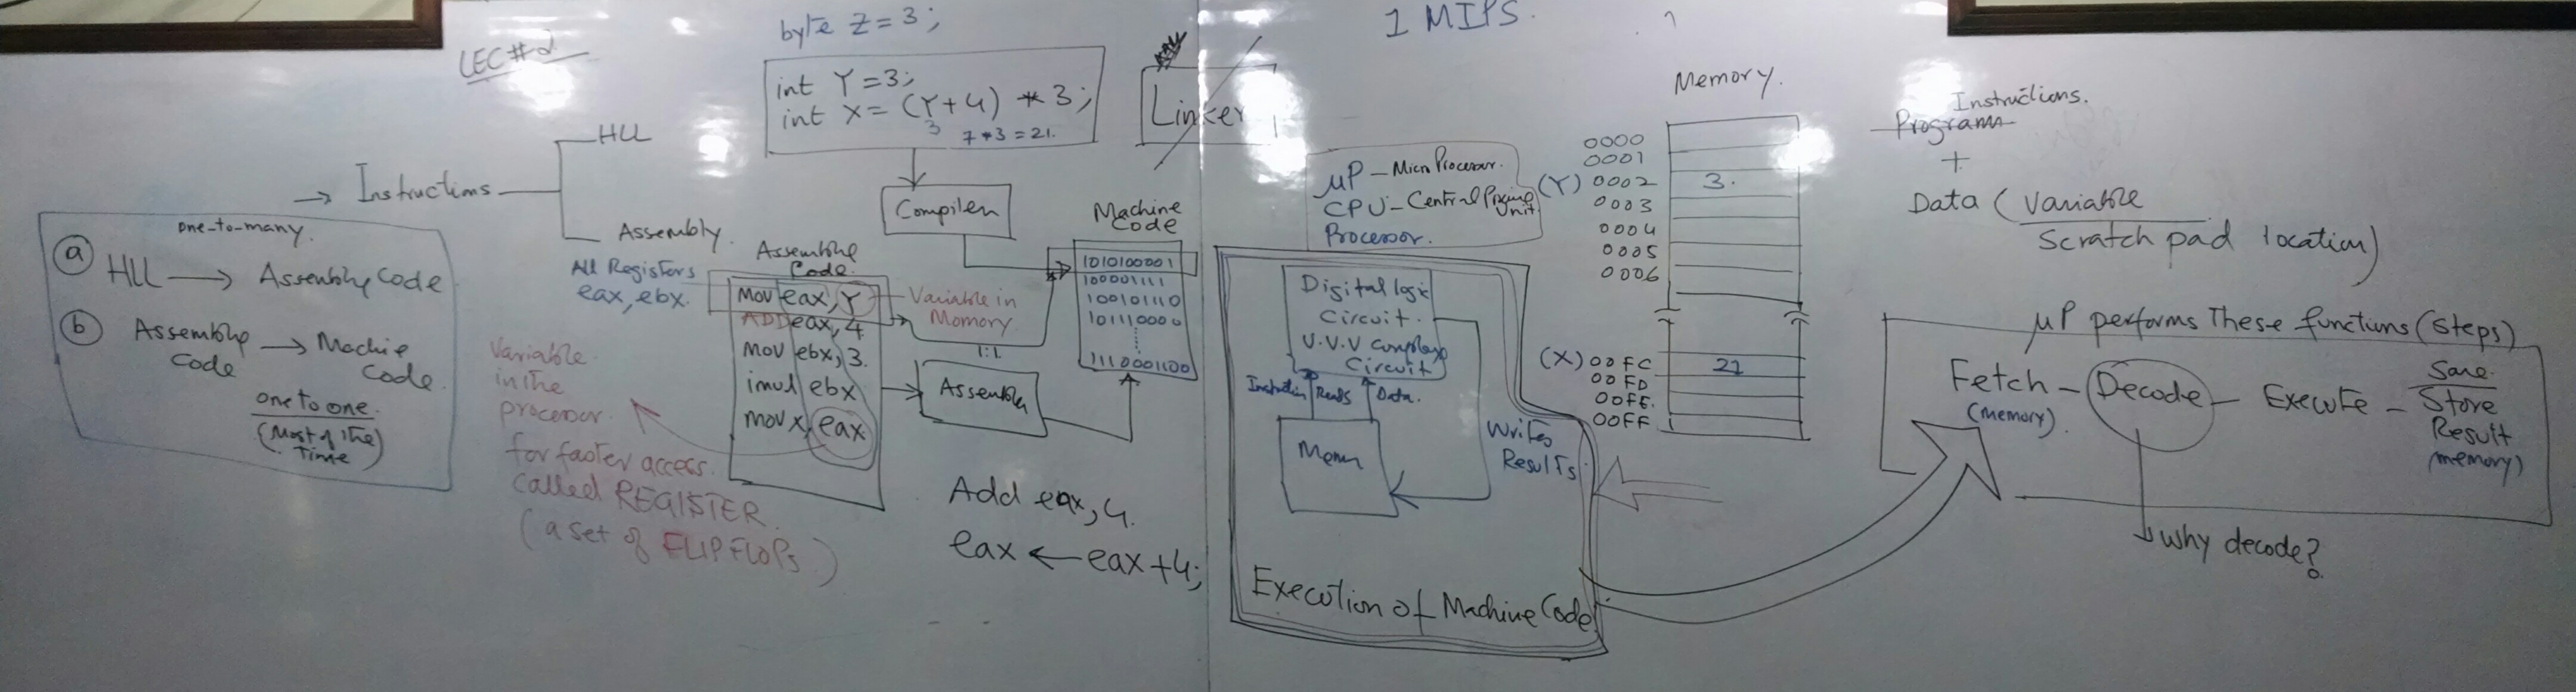 LEC#2
byte Z=3;
int Y=3;
int X=(Y+4) * 3;
3
7*3=21.
Linker
1 MIPS.
→ Instructions
HLL
Assembly.
one-to-many.
a
HLL → Assembly Code
b
Assembly Code → Machine Code
one to one.
(Most of the Time)
Compiler
Machine
Code
1010100001
100001111
100101110
101110000
1110001100
Assembly
Code.
All Registers
eax, ebx.
Mov eax, Y
ADD eax, 4
Mov ebx, 3.
imul ebx
mov x, eax
Variable in
Momory.
1:1
Assembler
Variable
in the
processor
for faster access.
called REGISTER.
(a set of FLIPFLOPs.)
Add eax, 4.
eax ← eax+4;
μP – MicroProcessor.
CPU – Central Processing Unit
Processor.
Digital logic
Circuit.
V.V.V Complex
Circuit
Reads
Data.
Mem
Writes
Results
Execution of Machine Code
Memory.
0000
0001
(Y) 0002 3.
0003
0004
0005
0006
(X) 00FC 21
00FD
00FE.
00FF
Instructions.
Program
+
Data (Variable
Scratch pad location)
μP performs These functions (steps)
Fetch – Decode – Execute – Store
(memory).
Save
Result
(memory)
why decode?